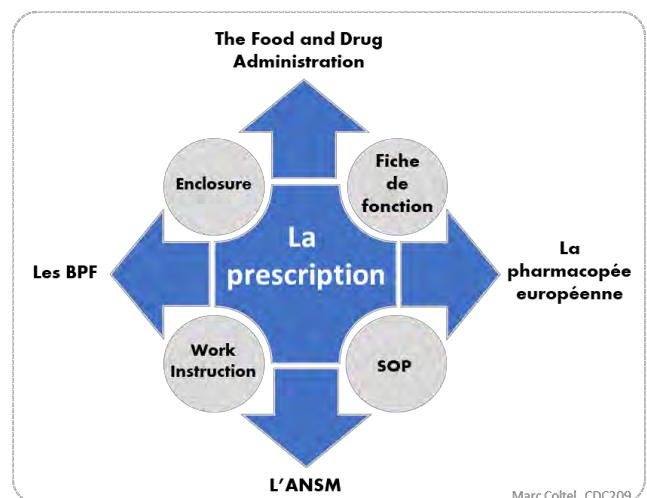 The Food and Drug
Administration
Enclosure
Fiche
de
fonction
La
prescription
Les BPF
La
pharmacopée
européenne
Work
Instruction
SOP
L'ANSM
Marc Coltel CDC209